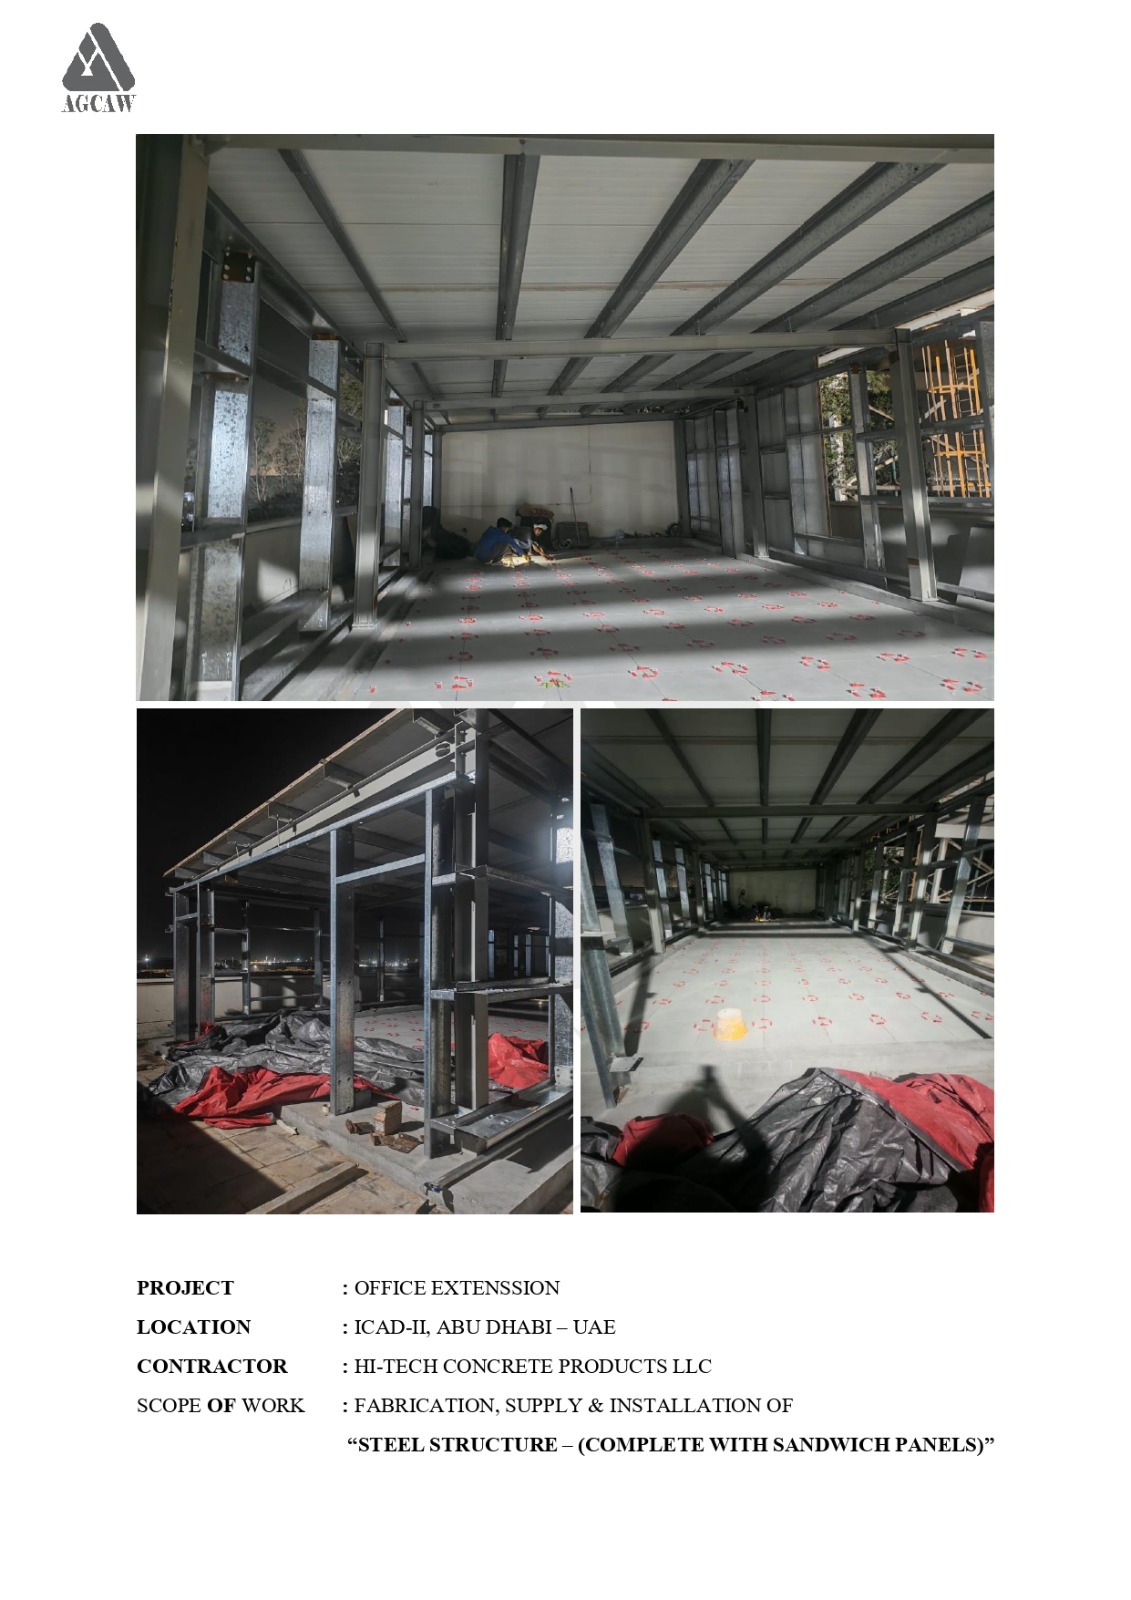 AGCAW
PROJECT : OFFICE EXTENSSION
LOCATION : ICAD-II, ABU DHABI – UAE
CONTRACTOR : HI-TECH CONCRETE PRODUCTS LLC
SCOPE OF WORK : FABRICATION, SUPPLY & INSTALLATION OF
“STEEL STRUCTURE – (COMPLETE WITH SANDWICH PANELS)”